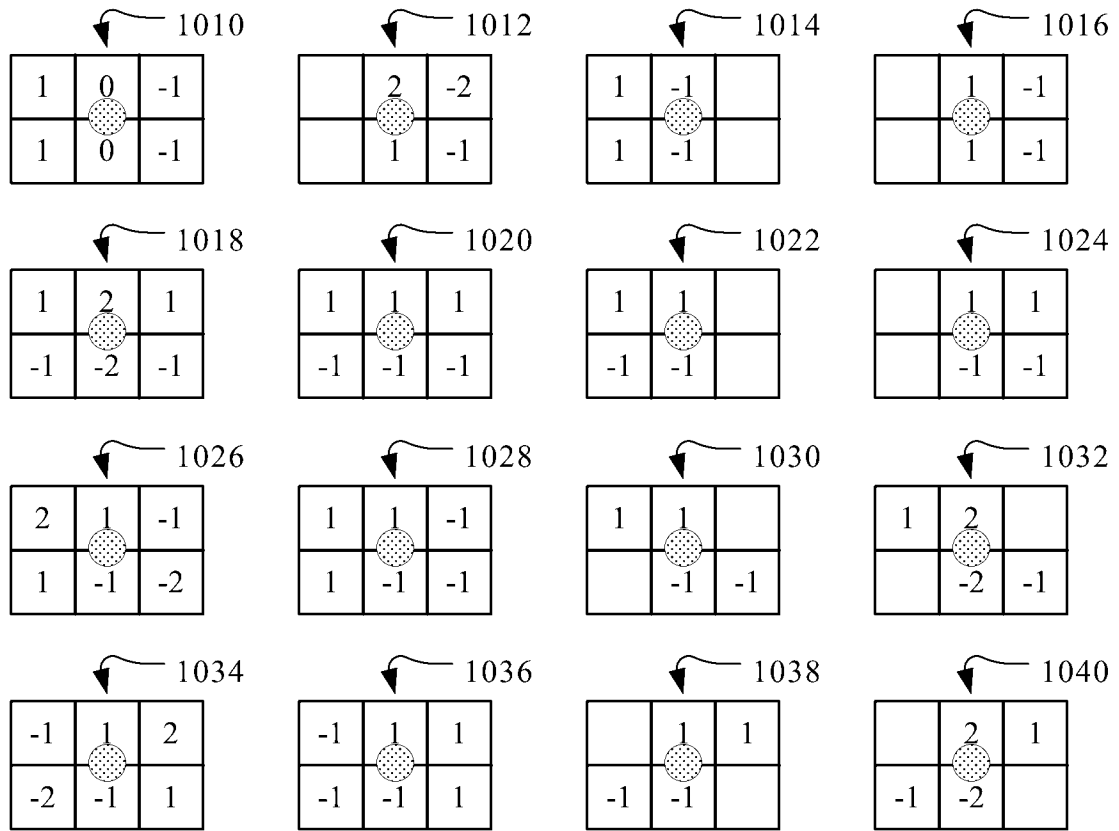 1010 1012 1014 1016
1 0 -1 2 -2 1 -1 1 -1
1 0 -1 1 -1 1 -1 1 -1
1018 1020 1022 1024
1 2 1 1 1 1 1 1 1 1
-1 -2 -1 -1 -1 -1 -1 -1 -1 -1
1026 1028 1030 1032
2 1 -1 1 1 -1 1 1 1 2
1 -1 -2 1 -1 -1 -1 -1 -2 -1
1034 1036 1038 1040
-1 1 2 -1 1 1 1 1 2 1
-2 -1 1 -1 -1 1 -1 -1 -1 -2